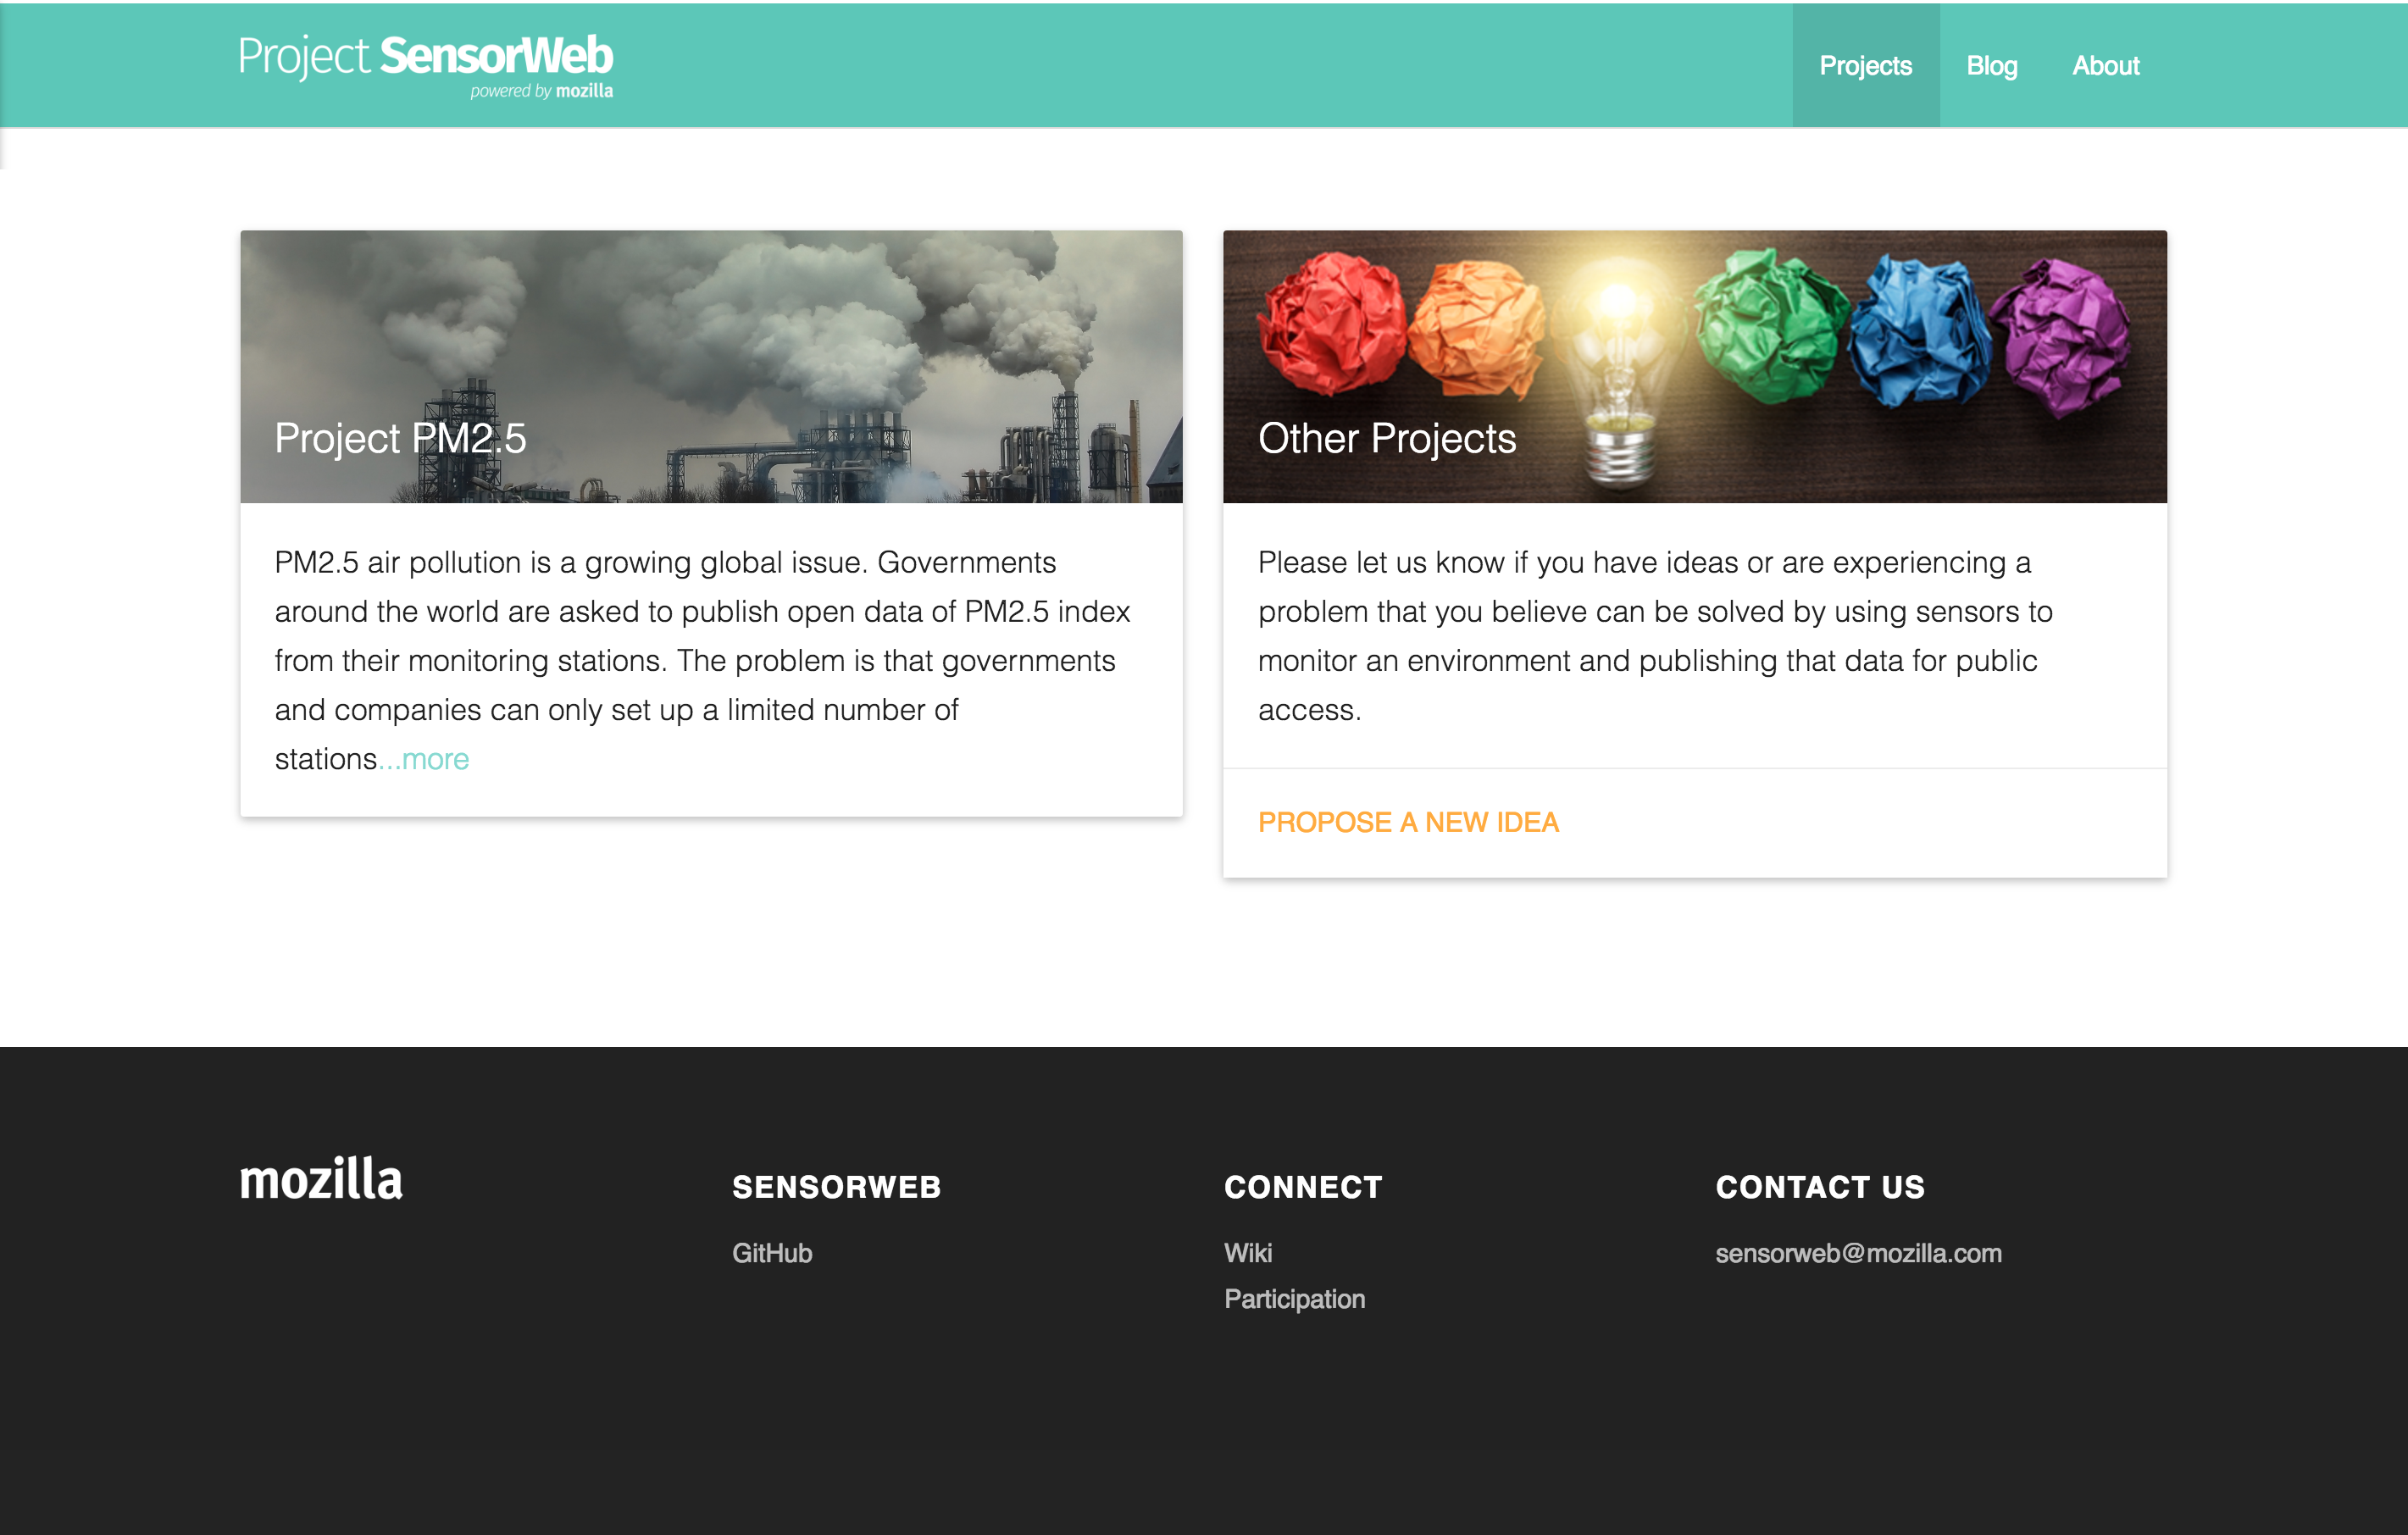 Project SensorWeb
powered by mozilla
Projects
Blog
About
Project PM2.5
PM2.5 air pollution is a growing global issue. Governments
around the world are asked to publish open data of PM2.5 index
from their monitoring stations. The problem is that governments
and companies can only set up a limited number of
stations...more
Other Projects
Please let us know if you have ideas or are experiencing a
problem that you believe can be solved by using sensors to
monitor an environment and publishing that data for public
access.
PROPOSE A NEW IDEA
mozilla
SENSORWEB
GitHub
CONNECT
Wiki
Participation
CONTACT US
sensorweb@mozilla.com